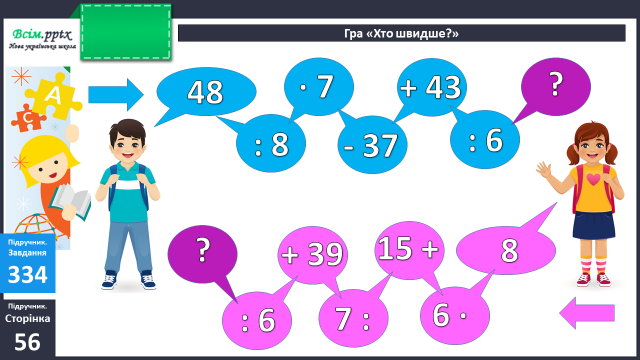 Всім.pptx
Нова українська школа
Гра «Хто швидше?»
48
: 8
· 7
- 37
+ 43
: 6
?
A
C
Підручник.
Завдання
334
Підручник.
Сторінка
56
?
: 6
+ 39
7 :
15 +
6 ·
8